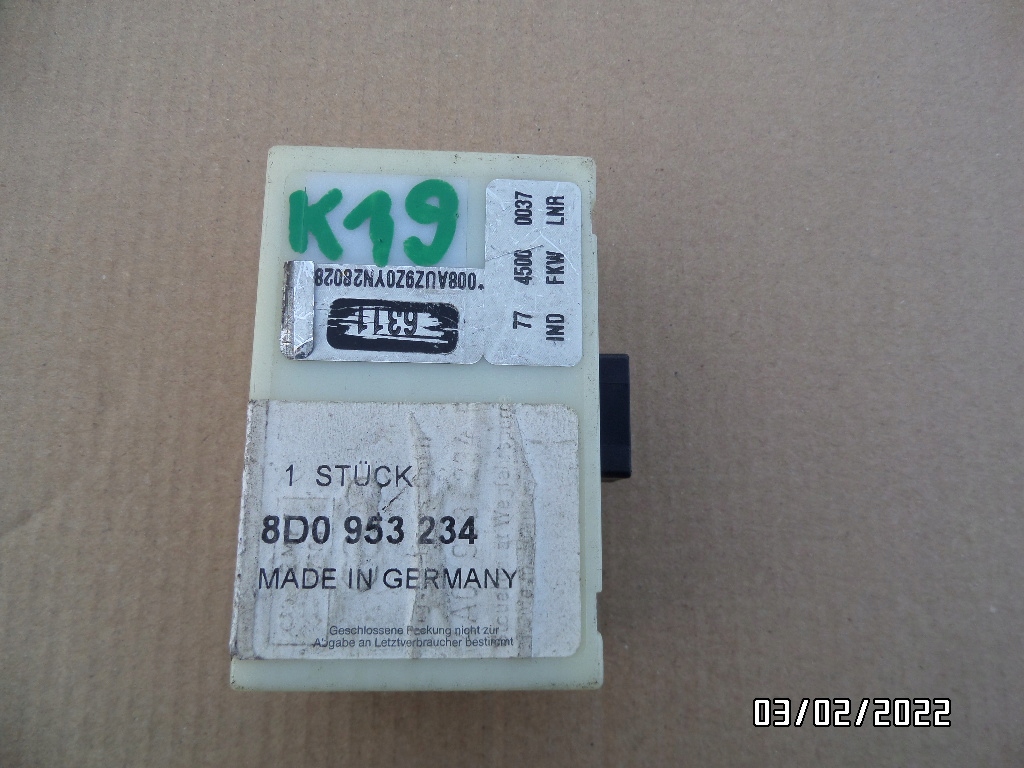 K19
77 4500 0037
IND FKW LNR
*008AUZ9Z0YN28028
6311
1 STÜCK
8D0 953 234
MADE IN GERMANY
Geschlossene Packung nicht zur
Abgabe an Letztverbraucher bestimmt
03/02/2022